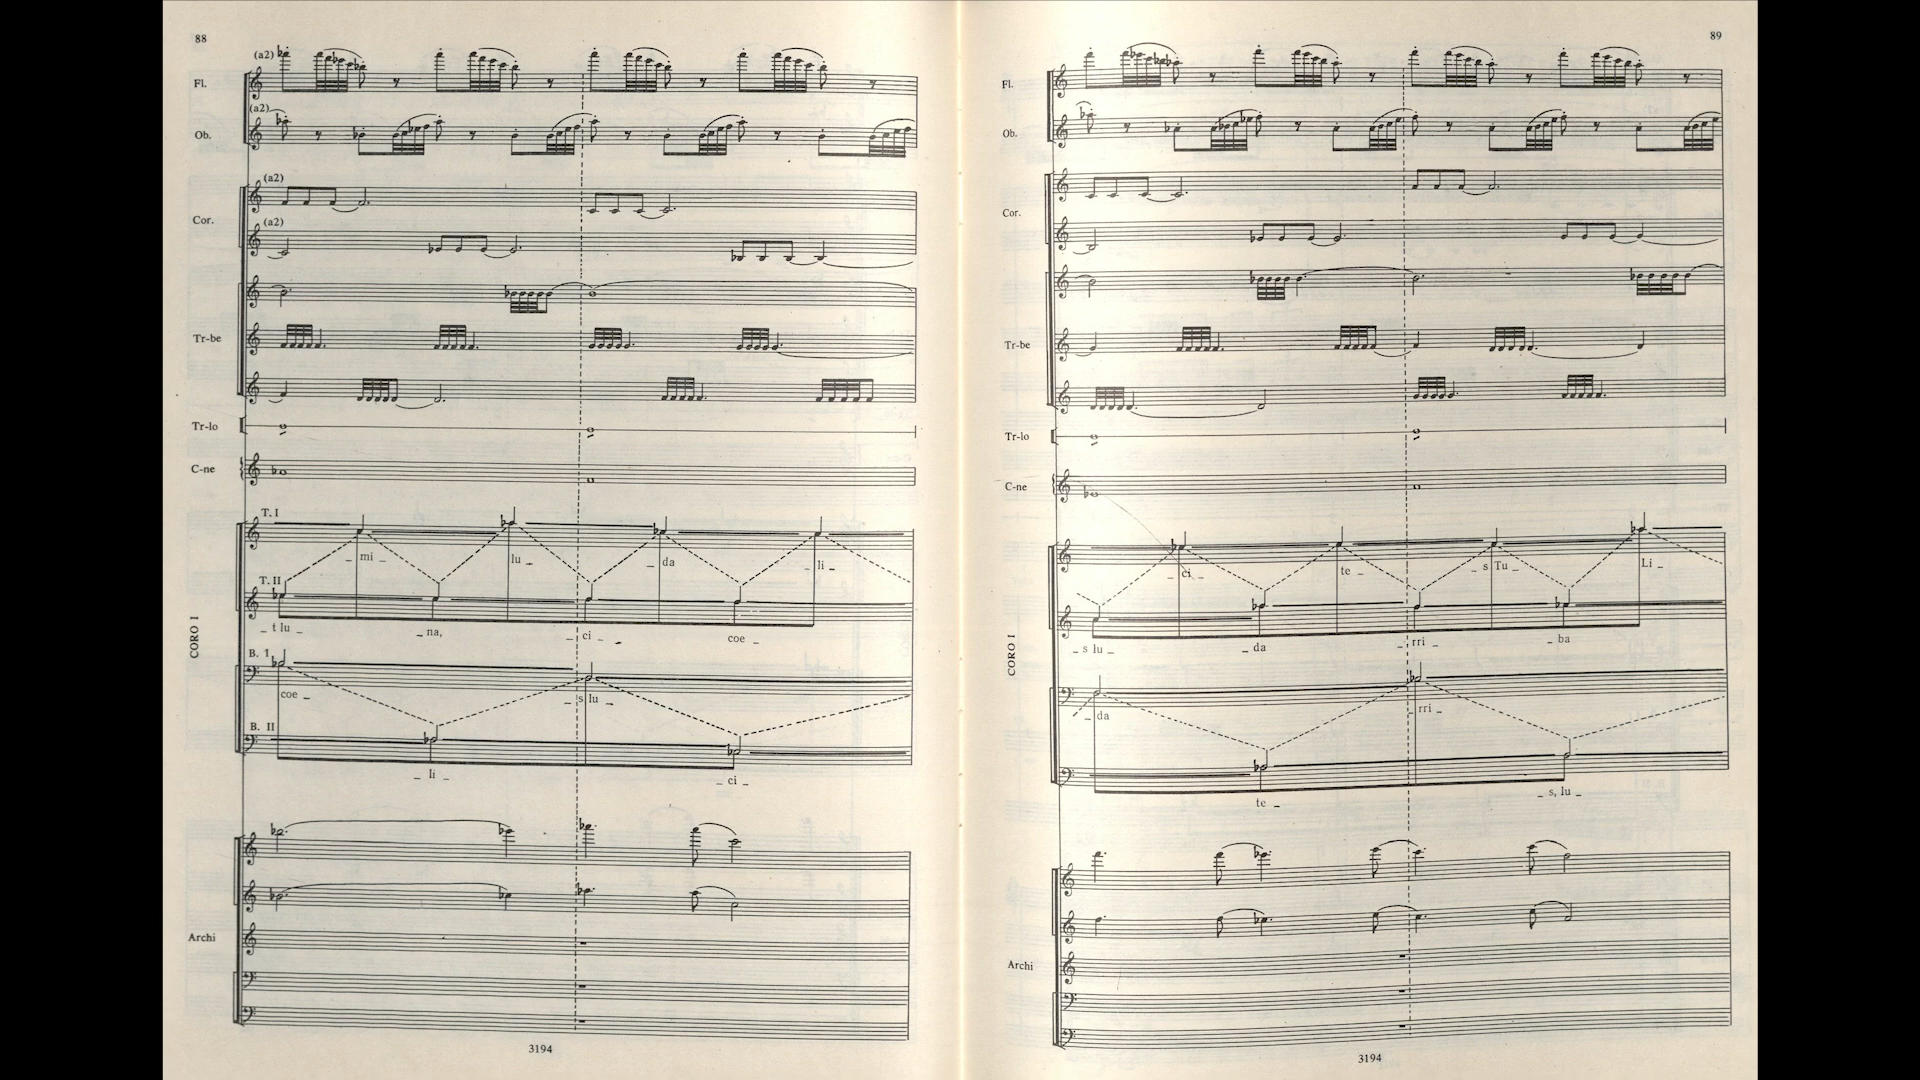 88
(a2)
Fl.
(a2)
Ob.
(a2)
Cor.
(a2)
Tr-be
Tr-lo
C-ne
T. I
_ mi _ lu _ _ da _ li _
T. II
_ t lu _ _ na, _ ci _ coe _
CORO I
B. I
coe _ _ s lu _
B. II
_ li _ _ ci _
Archi
3194
89
Fl.
Ob.
Cor.
Tr-be
Tr-lo
C-ne
_ ci _ te _ _ s Tu _ Li _
_ s lu _ _ da _ rri _ _ ba
CORO I
_ da _ rri _
te _ _ s, lu _
Archi
3194